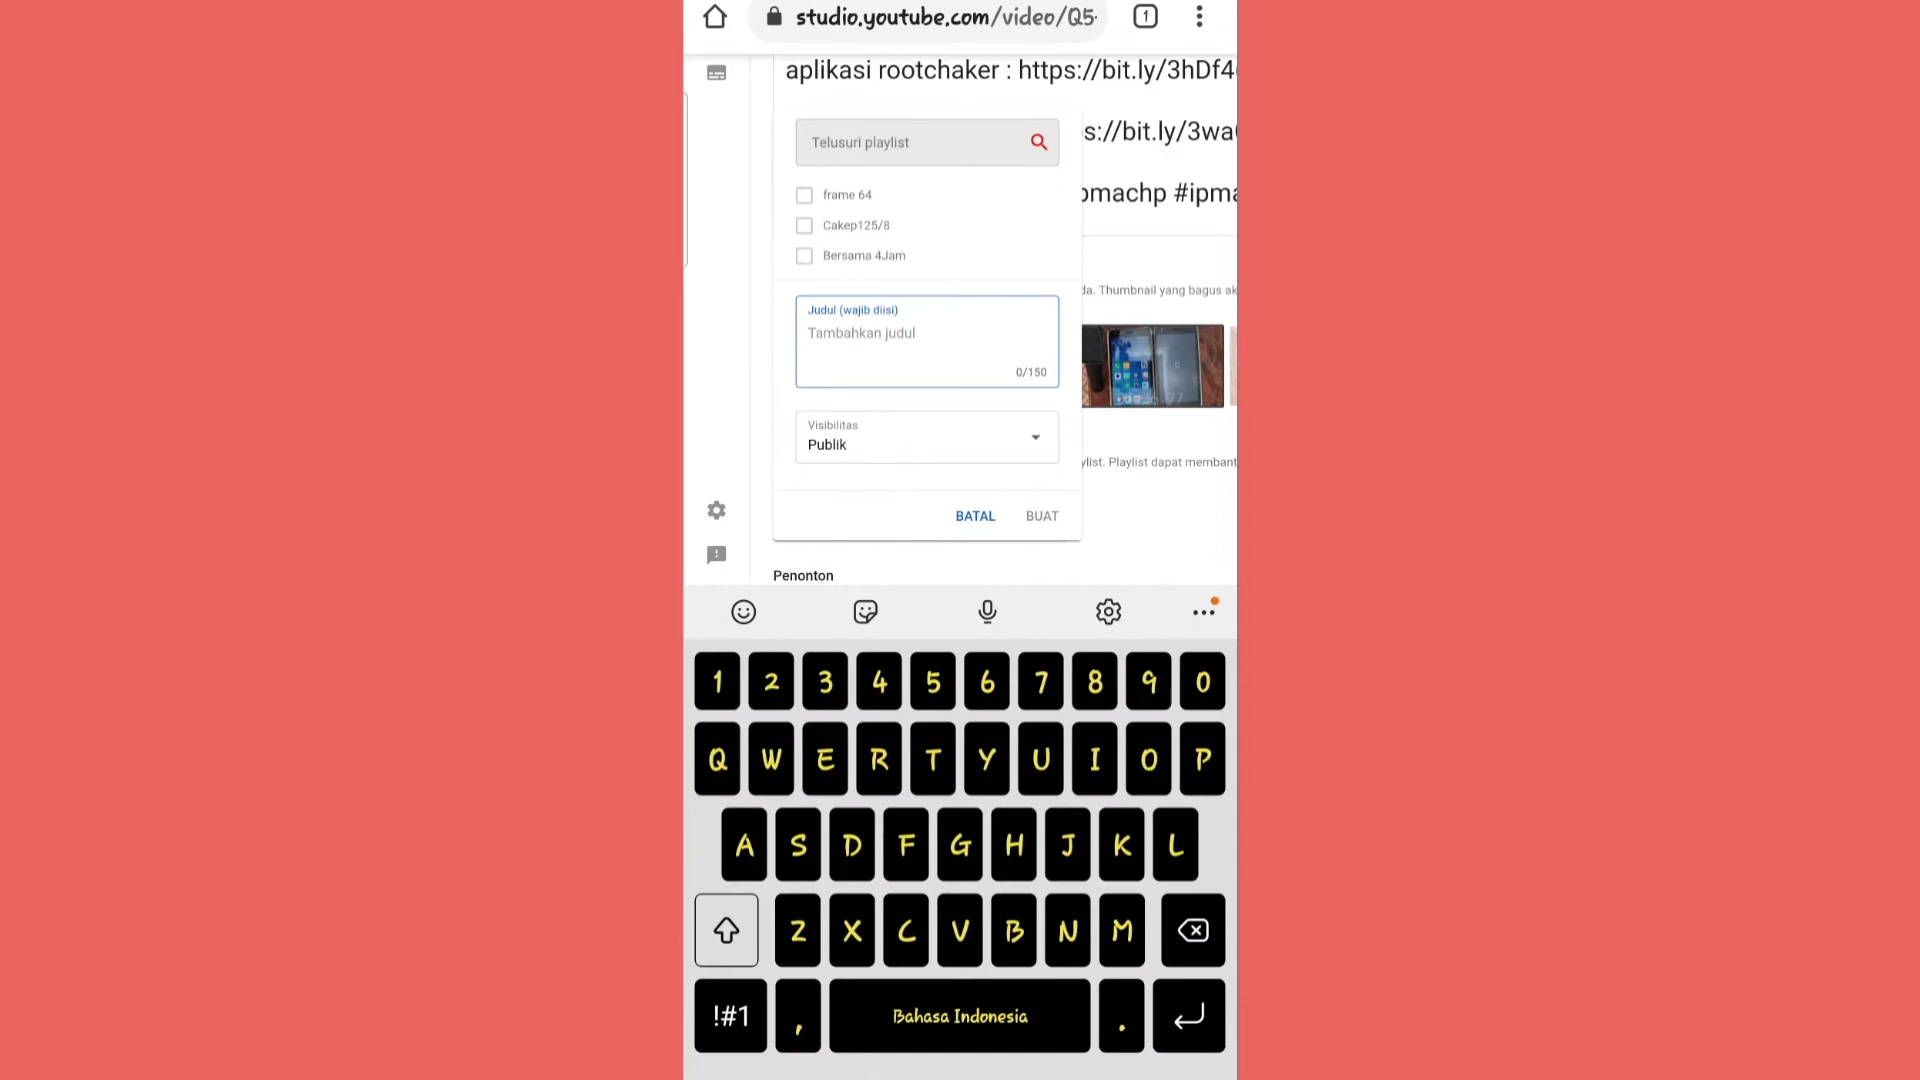 studio.youtube.com/video/Q5-
1
aplikasi rootchaker : https://bit.ly/3hDf4
s://bit.ly/3wa
pmachp #ipma
Telusuri playlist
frame 64
Cakep125/8
Bersama 4Jam
da. Thumbnail yang bagus ak
Judul (wajib diisi)
Tambahkan judul
0/150
Visibilitas
Publik
ylist. Playlist dapat membant
BATAL BUAT
Penonton
1 2 3 4 5 6 7 8 9 0
Q W E R T Y U I O P
A S D F G H J K L
Z X C V B N M
!#1 , Bahasa Indonesia .